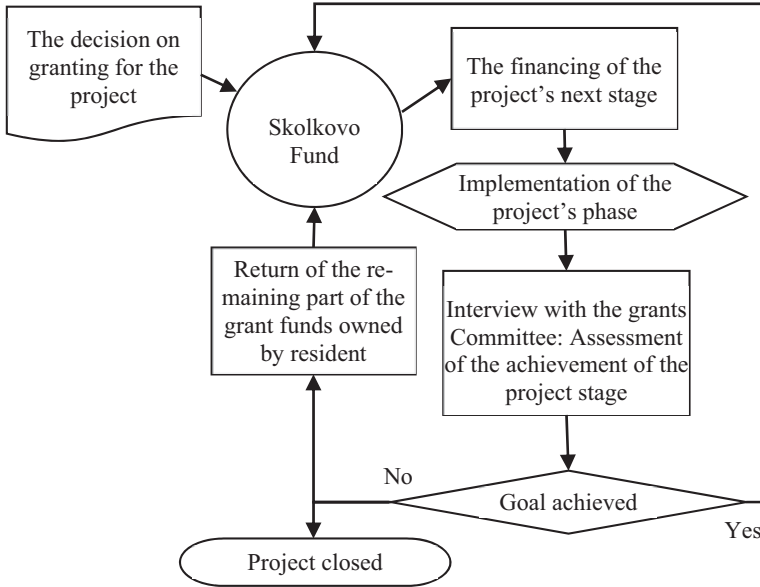 The decision on
granting for the
project
Skolkovo
Fund
The financing of the
project’s next stage
Implementation of the
project’s phase
Return of the re-
maining part of the
grant funds owned
by resident
Interview with the grants
Committee: Assessment
of the achievement of the
project stage
No
Goal achieved
Yes
Project closed